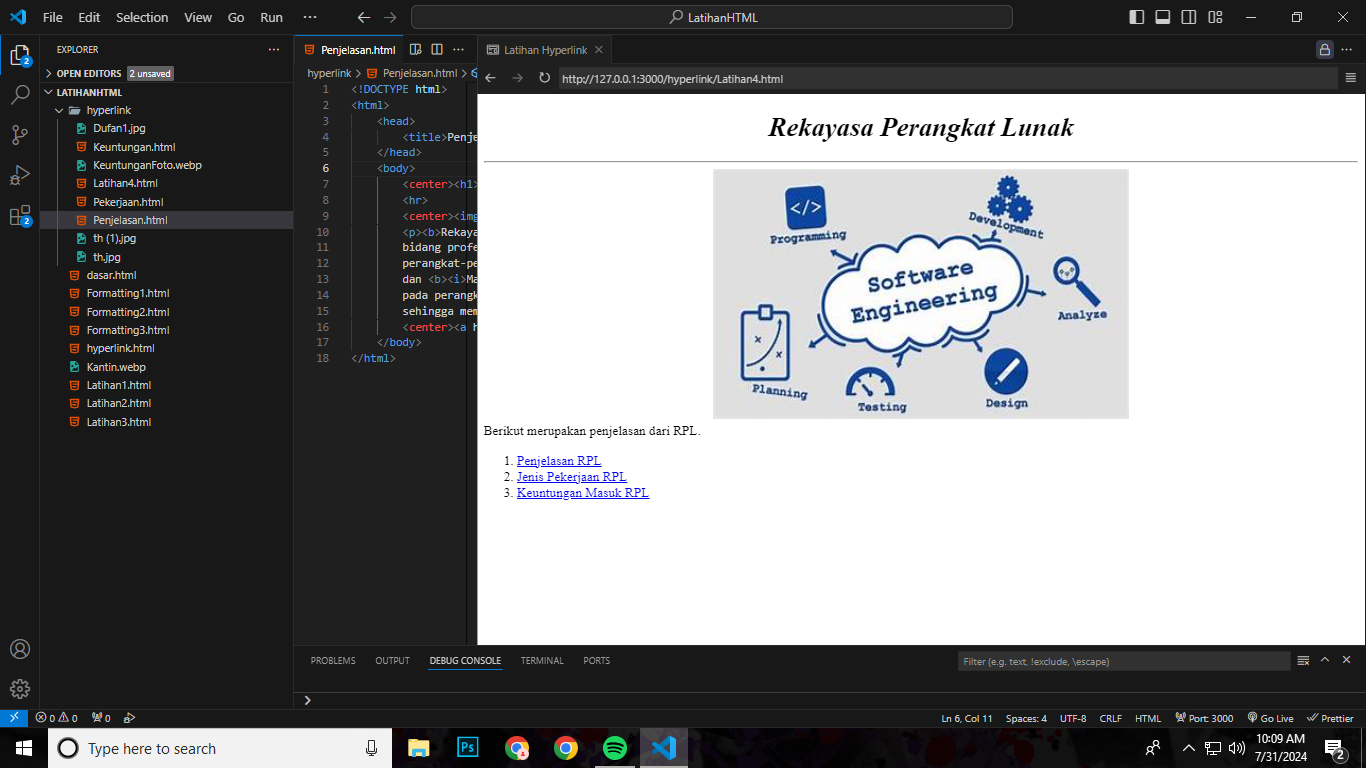 File Edit Selection View Go Run ··· LatihanHTML
EXPLORER ···
OPEN EDITORS 2 unsaved
LATIHANHTML
hyperlink
Dufan1.jpg
Keuntungan.html
KeuntunganFoto.webp
Latihan4.html
Pekerjaan.html
Penjelasan.html
th (1).jpg
th.jpg
dasar.html
Formatting1.html
Formatting2.html
Formatting3.html
hyperlink.html
Kantin.webp
Latihan1.html
Latihan2.html
Latihan3.html
2
2
Penjelasan.html ···
hyperlink > Penjelasan.html >
1 <!DOCTYPE html>
2 <html>
3 <head>
4 <title>Penje
5 </head>
6 <body>
7 <center><h1>
8 <hr>
9 <center><img
10 <p><b>Rekaya
11 bidang profe
12 perangkat-pe
13 dan <b><i>Ma
14 pada perangk
15 sehingga mem
16 <center><a h
17 </body>
18 </html>
Latihan Hyperlink ···
http://127.0.0.1:3000/hyperlink/Latihan4.html
Rekayasa Perangkat Lunak
</>
Programming
Development
Software
Engineering
Analyze
Planning
Testing
Design
Berikut merupakan penjelasan dari RPL.
1. Penjelasan RPL
2. Jenis Pekerjaan RPL
3. Keuntungan Masuk RPL
PROBLEMS OUTPUT DEBUG CONSOLE TERMINAL PORTS Filter (e.g. text, !exclude, \escape)
0 0 0 Ln 6, Col 11 Spaces: 4 UTF-8 CRLF HTML Port: 3000 Go Live Prettier
Type here to search
Ps
10:09 AM
7/31/2024
2